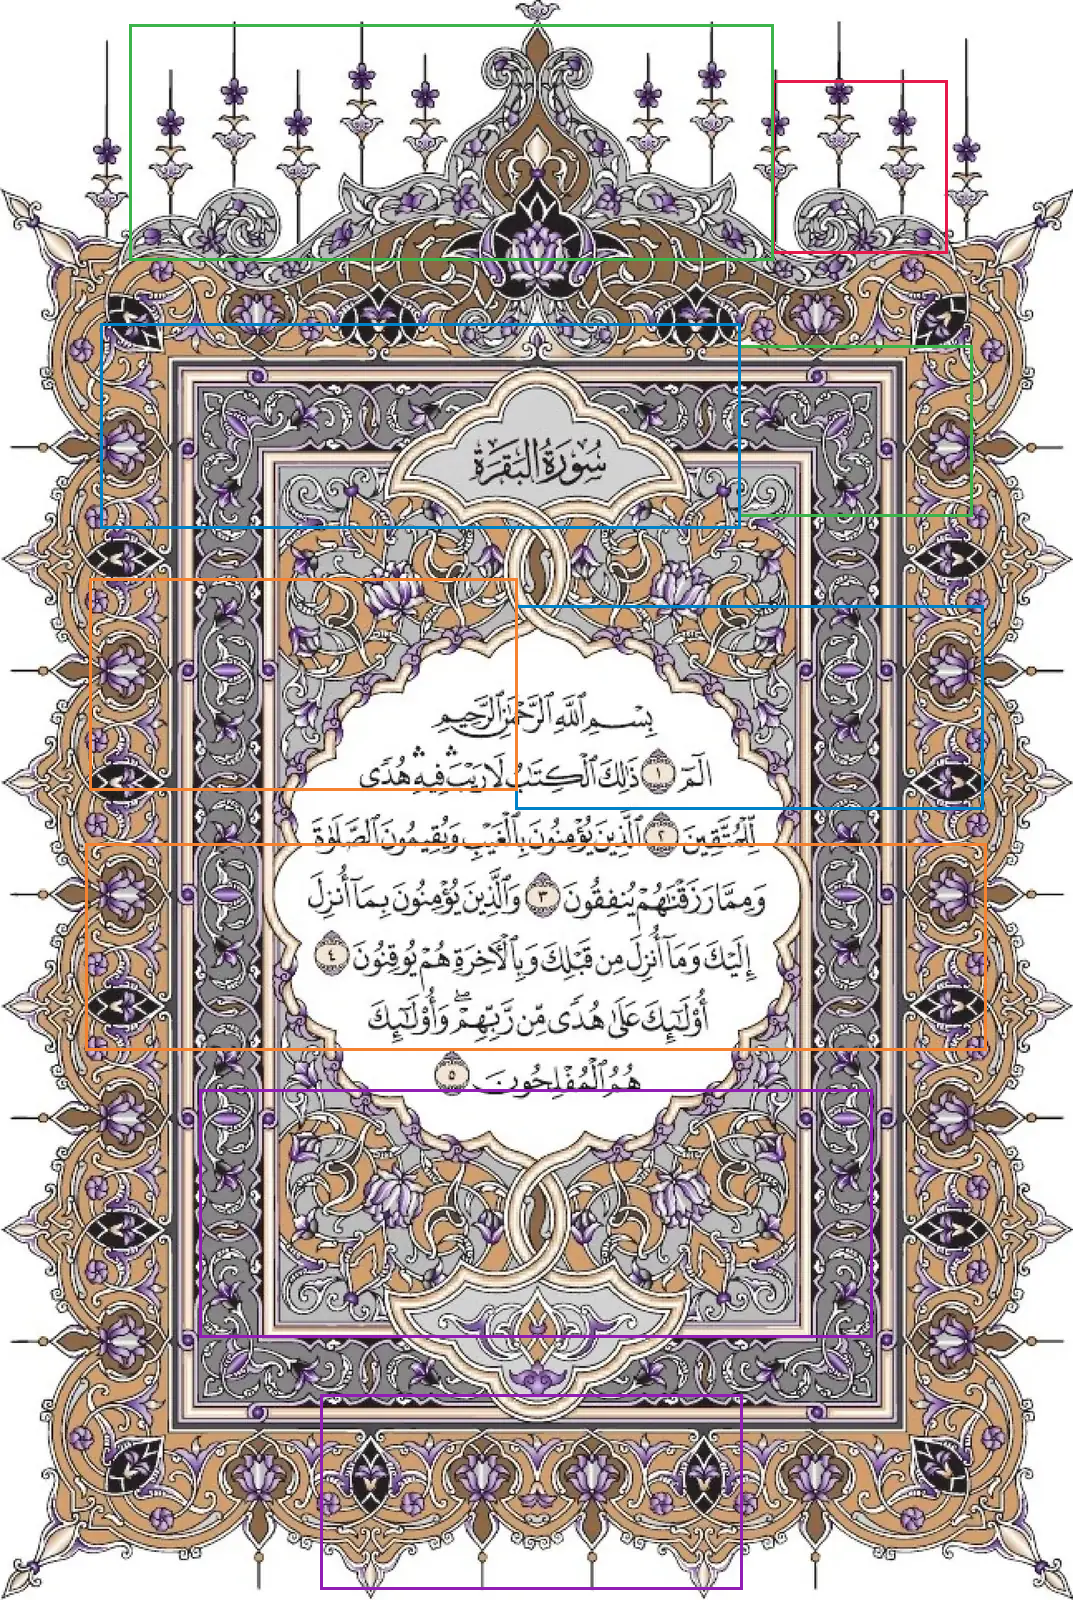 سُورَةُ البَقَرَةِ
بِسْمِ ٱللَّهِ ٱلرَّحْمَٰنِ ٱلرَّحِيمِ
الٓمٓ ١ ذَٰلِكَ ٱلْكِتَٰبُ لَا رَيْبَ ۛ فِيهِ ۛ هُدًى
لِّلْمُتَّقِينَ ٢ ٱلَّذِينَ يُؤْمِنُونَ بِٱلْغَيْبِ وَيُقِيمُونَ ٱلصَّلَوٰةَ
وَمِمَّا رَزَقْنَٰهُمْ يُنفِقُونَ ٣ وَٱلَّذِينَ يُؤْمِنُونَ بِمَآ أُنزِلَ
إِلَيْكَ وَمَآ أُنزِلَ مِن قَبْلِكَ وَبِٱلْءَاخِرَةِ هُمْ يُوقِنُونَ ٤
أُو۟لَٰٓئِكَ عَلَىٰ هُدًى مِّن رَّبِّهِمْ ۖ وَأُو۟لَٰٓئِكَ
هُمُ ٱلْمُفْلِحُونَ ٥